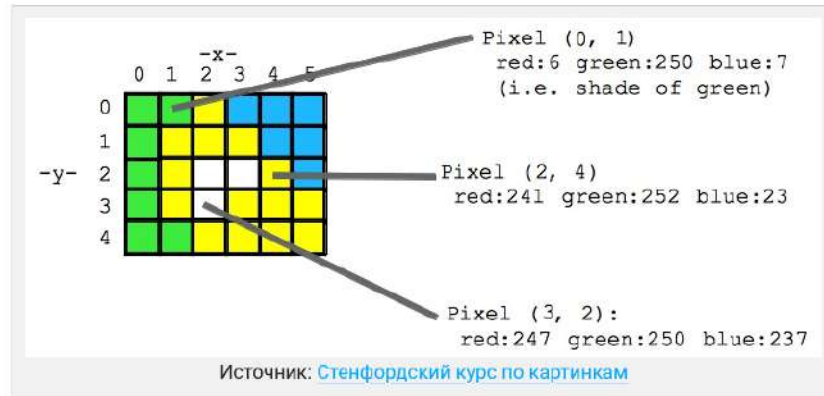 -x-
0 1 2 3 4 5
0
1
-y- 2
3
4
Pixel (0, 1)
red:6 green:250 blue:7
(i.e. shade of green)
Pixel (2, 4)
red:241 green:252 blue:23
Pixel (3, 2):
red:247 green:250 blue:237
Источник: Стенфордский курс по картинкам